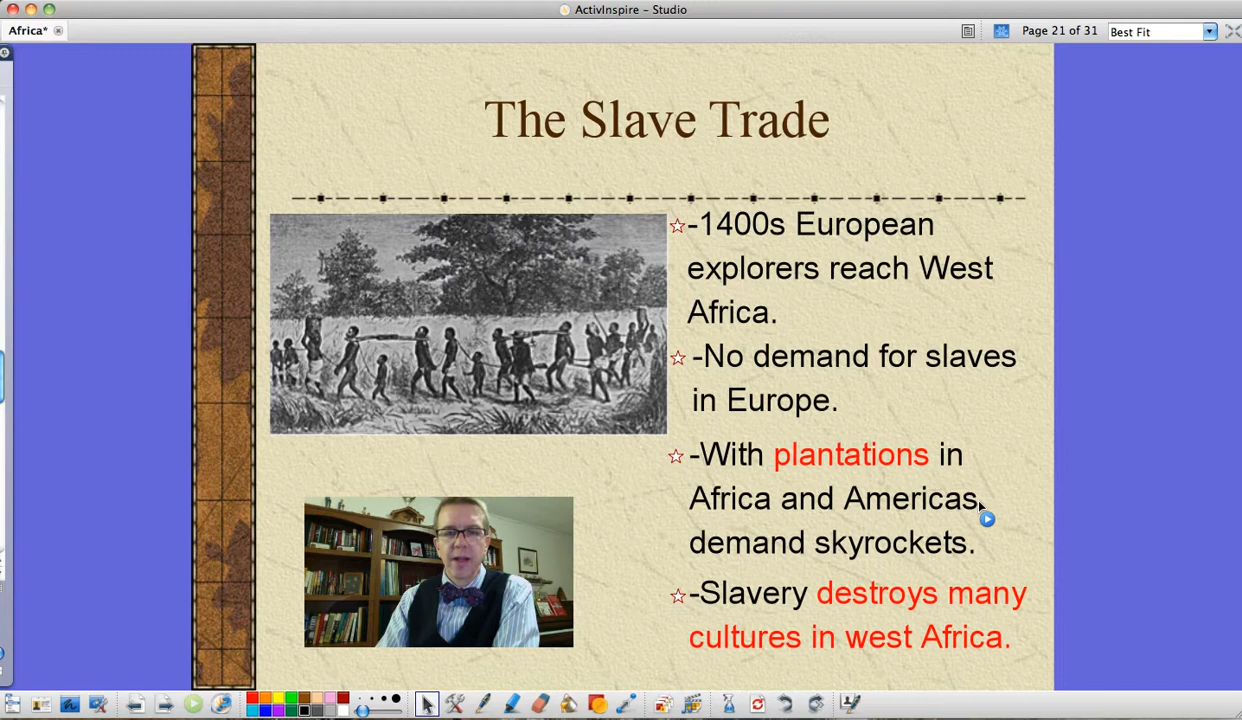 ActivInspire - Studio
Africa*
Page 21 of 31
Best Fit
The Slave Trade
-1400s European
explorers reach West
Africa.
-No demand for slaves
in Europe.
-With plantations in
Africa and Americas,
demand skyrockets.
-Slavery destroys many
cultures in west Africa.